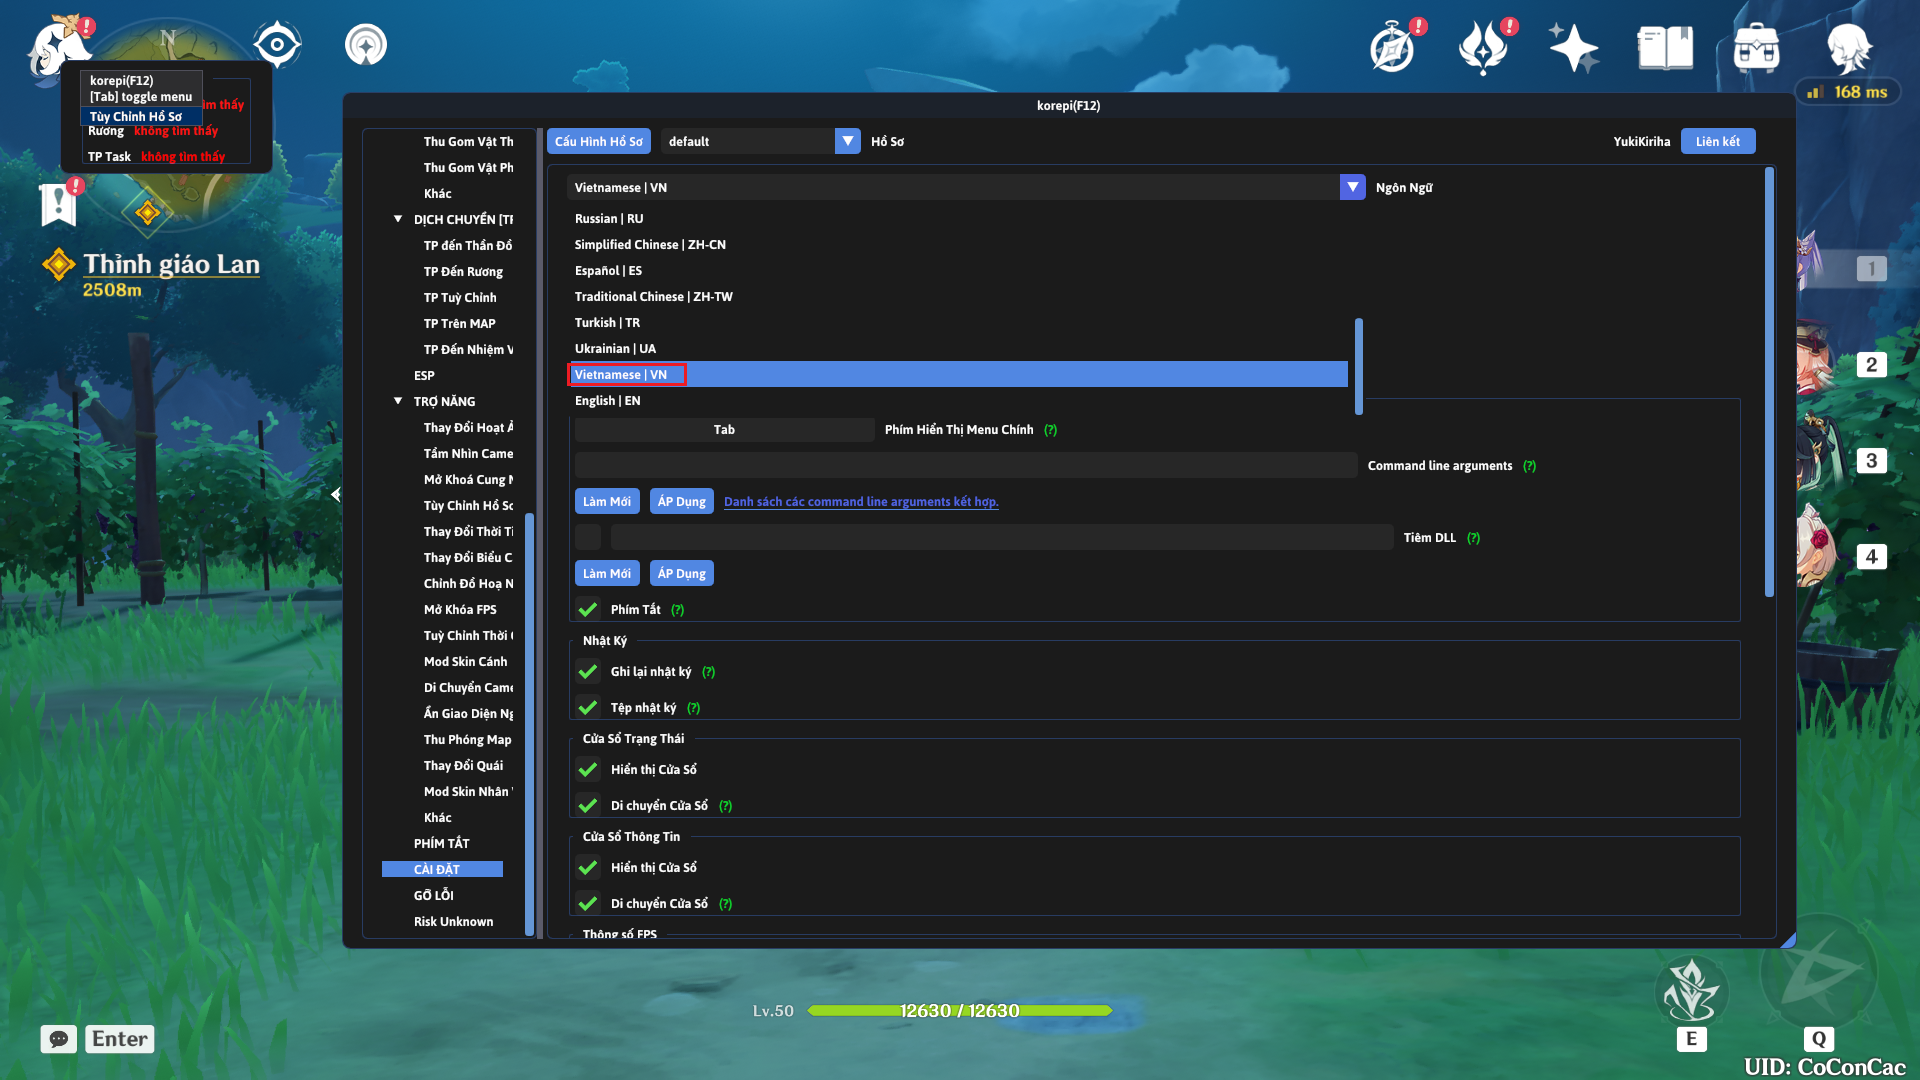 N
korepi(F12)
[Tab] toggle menu
ìm thấy
Tùy Chỉnh Hồ Sơ
Rương không tìm thấy
TP Task không tìm thấy
Thỉnh giáo Lan
2508m
168 ms
korepi(F12)
Thu Gom Vật Th
Thu Gom Vật Ph
Khác
▼ DỊCH CHUYỂN [TP
TP đến Thần Đồ
TP Đến Rương
TP Tuỳ Chỉnh
TP Trên MAP
TP Đến Nhiệm V
ESP
▼ TRỢ NĂNG
Thay Đổi Hoạt Ả
Tầm Nhìn Came
Mở Khoá Cung M
Tùy Chỉnh Hồ Sơ
Thay Đổi Thời Ti
Thay Đổi Biểu C
Chỉnh Đồ Hoạ N
Mở Khóa FPS
Tuỳ Chỉnh Thời G
Mod Skin Cánh
Di Chuyển Came
Ẩn Giao Diện Ng
Thu Phóng Map
Thay Đổi Quái
Mod Skin Nhân V
Khác
PHÍM TẮT
CÀI ĐẶT
GỠ LỖI
Risk Unknown
Cấu Hình Hồ Sơ default ▼ Hồ Sơ YukiKiriha Liên kết
Vietnamese | VN ▼ Ngôn Ngữ
Russian | RU
Simplified Chinese | ZH-CN
Español | ES
Traditional Chinese | ZH-TW
Turkish | TR
Ukrainian | UA
Vietnamese | VN
English | EN
Tab Phím Hiển Thị Menu Chính (?)
Command line arguments (?)
Làm Mới ÁP Dụng Danh sách các command line arguments kết hợp.
Tiêm DLL (?)
Làm Mới ÁP Dụng
Phím Tắt (?)
Nhật Ký
Ghi lại nhật ký (?)
Tệp nhật ký (?)
Cửa Sổ Trạng Thái
Hiển thị Cửa Sổ
Di chuyển Cửa Sổ (?)
Cửa Sổ Thông Tin
Hiển thị Cửa Sổ
Di chuyển Cửa Sổ (?)
Thông số FPS
1
2
3
4
Lv.50 12630 / 12630
Enter
E
Q
UID: CoConCac